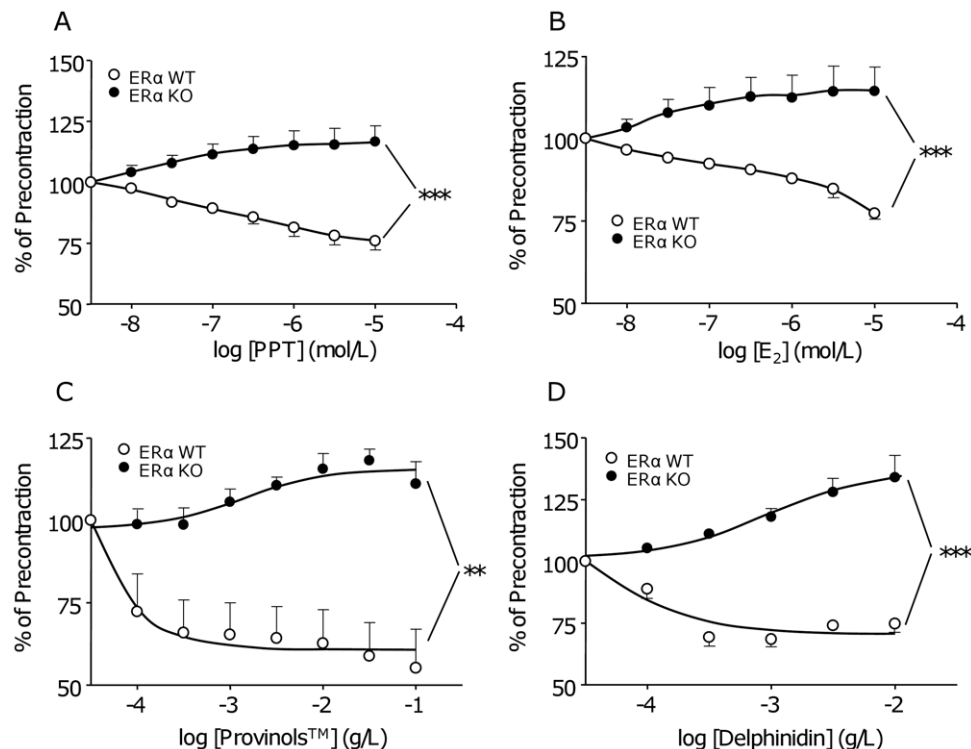 A
% of Precontraction
150
125
100
75
50
ERα WT
ERα KO
***
-8 -7 -6 -5 -4
log [PPT] (mol/L)
B
% of Precontraction
125
100
75
50
ERα WT
ERα KO
***
-8 -7 -6 -5 -4
log [E₂] (mol/L)
C
% of Precontraction
125
100
75
50
ERα WT
ERα KO
**
-4 -3 -2 -1
log [Provinols™] (g/L)
D
% of Precontraction
150
125
100
75
50
ERα WT
ERα KO
***
-4 -3 -2
log [Delphinidin] (g/L)